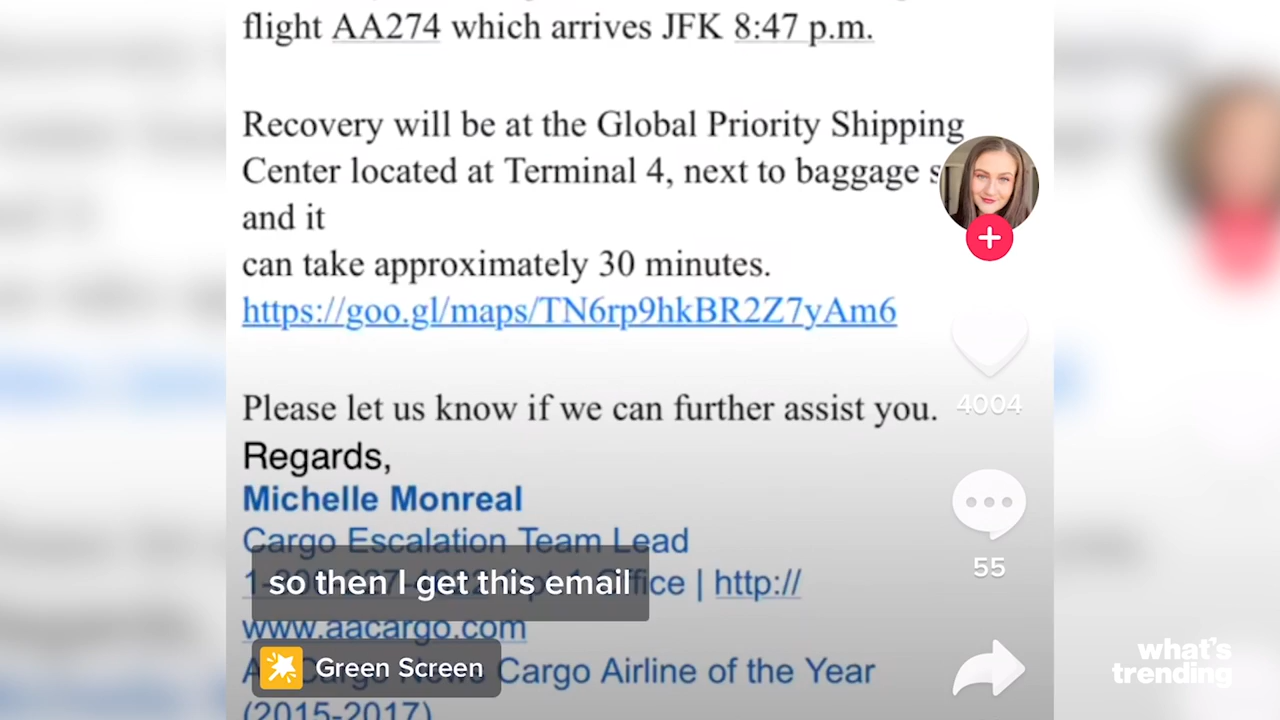 flight AA274 which arrives JFK 8:47 p.m.
Recovery will be at the Global Priority Shipping
Center located at Terminal 4, next to baggage
and it
can take approximately 30 minutes.
https://goo.gl/maps/TN6rp9hkBR2Z7yAm6
Please let us know if we can further assist you.
Regards,
Michelle Monreal
Cargo Escalation Team Lead
so then I get this email
| http://
www.aacargo.com
Green Screen
Cargo Airline of the Year
(2015-2017)
4004
55
what's
trending